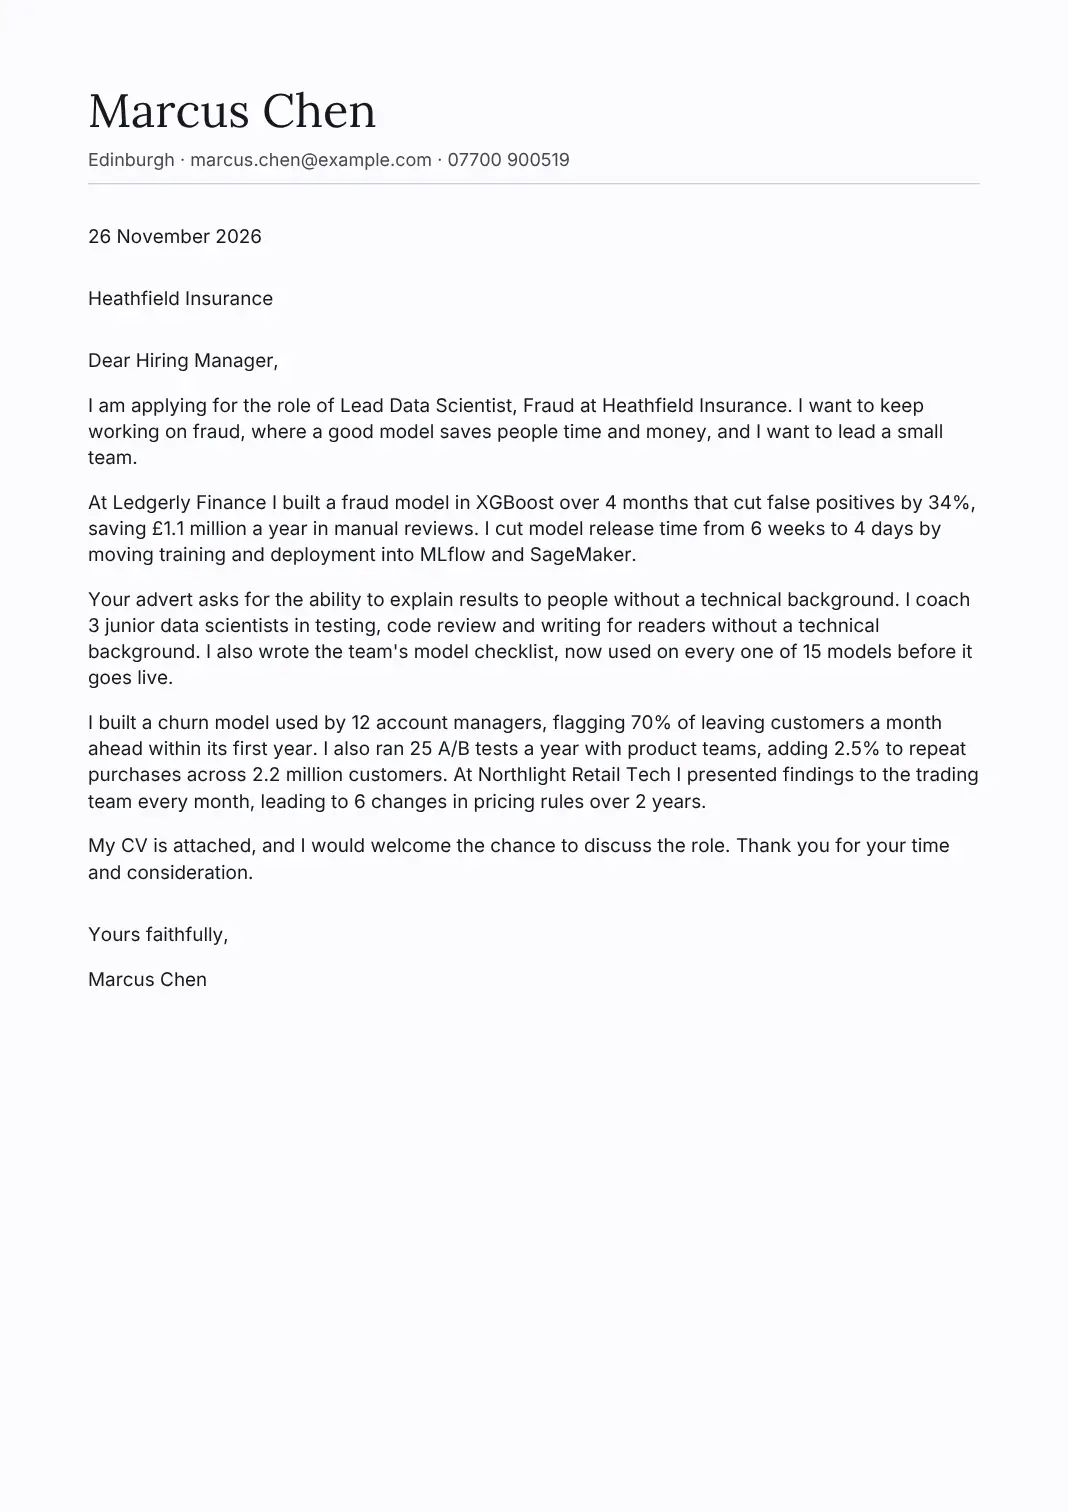 Marcus Chen
Edinburgh · marcus.chen@example.com · 07700 900519
26 November 2026
Heathfield Insurance
Dear Hiring Manager,
I am applying for the role of Lead Data Scientist, Fraud at Heathfield Insurance. I want to keep
working on fraud, where a good model saves people time and money, and I want to lead a small
team.
At Ledgerly Finance I built a fraud model in XGBoost over 4 months that cut false positives by 34%,
saving £1.1 million a year in manual reviews. I cut model release time from 6 weeks to 4 days by
moving training and deployment into MLflow and SageMaker.
Your advert asks for the ability to explain results to people without a technical background. I coach
3 junior data scientists in testing, code review and writing for readers without a technical
background. I also wrote the team's model checklist, now used on every one of 15 models before it
goes live.
I built a churn model used by 12 account managers, flagging 70% of leaving customers a month
ahead within its first year. I also ran 25 A/B tests a year with product teams, adding 2.5% to repeat
purchases across 2.2 million customers. At Northlight Retail Tech I presented findings to the trading
team every month, leading to 6 changes in pricing rules over 2 years.
My CV is attached, and I would welcome the chance to discuss the role. Thank you for your time
and consideration.
Yours faithfully,
Marcus Chen